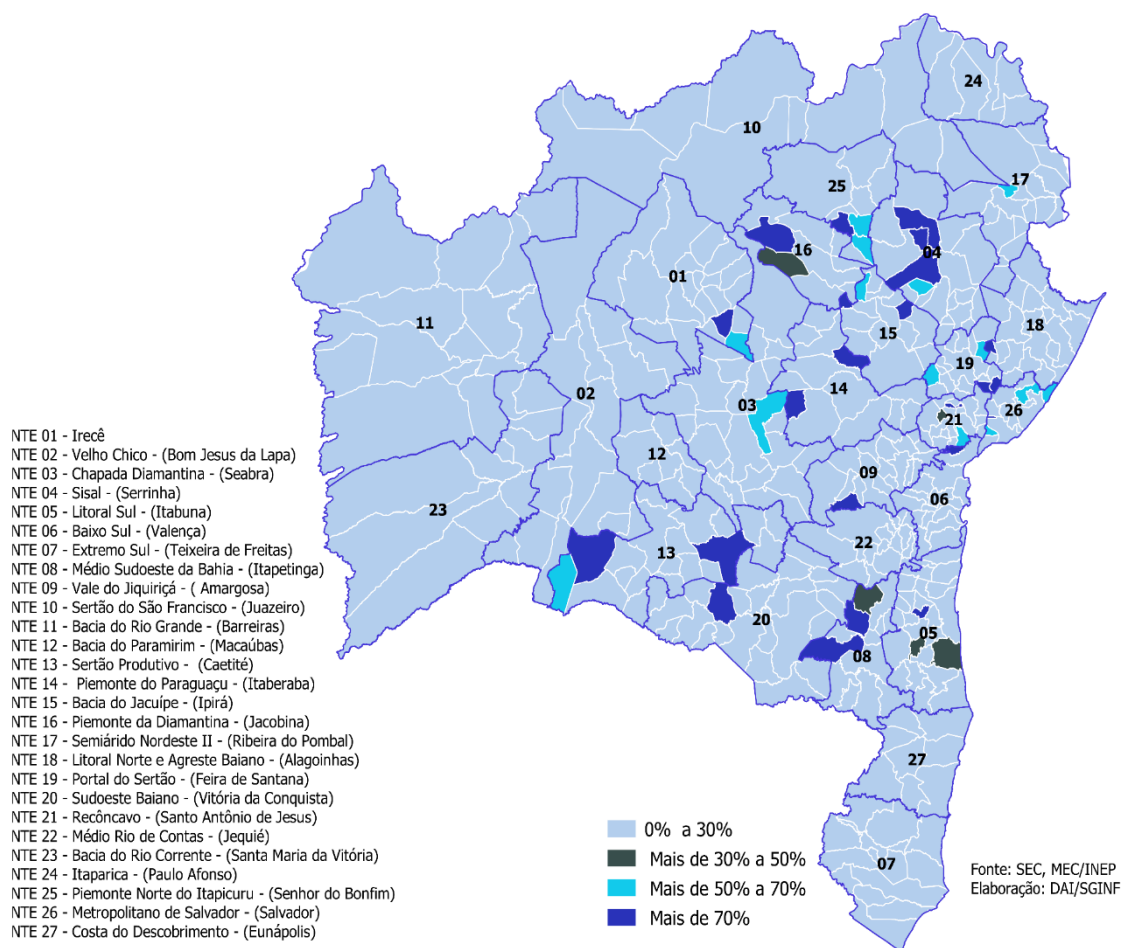 24
10
17
25
16
04
01
11
18
15
19
02
14
03
26
21
12
09
06
23
13
22
20
05
08
27
07
NTE 01 - Irecê
NTE 02 - Velho Chico - (Bom Jesus da Lapa)
NTE 03 - Chapada Diamantina - (Seabra)
NTE 04 - Sisal - (Serrinha)
NTE 05 - Litoral Sul - (Itabuna)
NTE 06 - Baixo Sul - (Valença)
NTE 07 - Extremo Sul - (Teixeira de Freitas)
NTE 08 - Médio Sudoeste da Bahia - (Itapetinga)
NTE 09 - Vale do Jiquiriçá - ( Amargosa)
NTE 10 - Sertão do São Francisco - (Juazeiro)
NTE 11 - Bacia do Rio Grande - (Barreiras)
NTE 12 - Bacia do Paramirim - (Macaúbas)
NTE 13 - Sertão Produtivo - (Caetité)
NTE 14 - Piemonte do Paraguaçu - (Itaberaba)
NTE 15 - Bacia do Jacuípe - (Ipirá)
NTE 16 - Piemonte da Diamantina - (Jacobina)
NTE 17 - Semiárido Nordeste II - (Ribeira do Pombal)
NTE 18 - Litoral Norte e Agreste Baiano - (Alagoinhas)
NTE 19 - Portal do Sertão - (Feira de Santana)
NTE 20 - Sudoeste Baiano - (Vitória da Conquista)
NTE 21 - Recôncavo - (Santo Antônio de Jesus)
NTE 22 - Médio Rio de Contas - (Jequié)
NTE 23 - Bacia do Rio Corrente - (Santa Maria da Vitória)
NTE 24 - Itaparica - (Paulo Afonso)
NTE 25 - Piemonte Norte do Itapicuru - (Senhor do Bonfim)
NTE 26 - Metropolitano de Salvador - (Salvador)
NTE 27 - Costa do Descobrimento - (Eunápolis)
0% a 30%
Mais de 30% a 50%
Mais de 50% a 70%
Mais de 70%
Fonte: SEC, MEC/INEP
Elaboração: DAI/SGINF